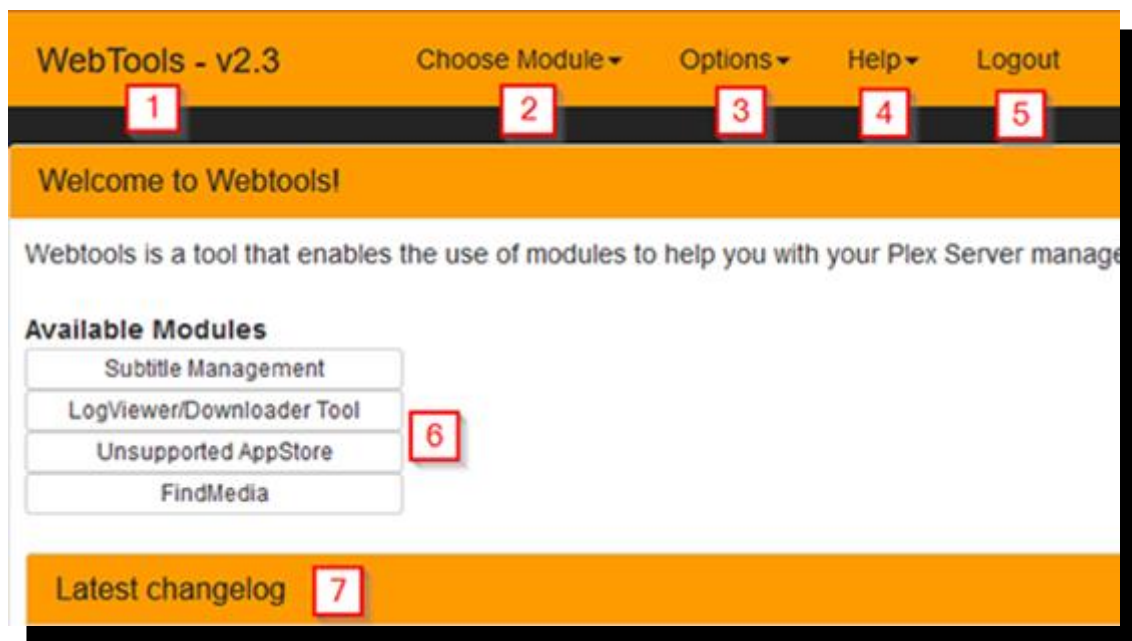 WebTools - v2.3 Choose Module Options Help Logout
1 2 3 4 5
Welcome to Webtools!
Webtools is a tool that enables the use of modules to help you with your Plex Server manage
Available Modules
Subtitle Management
LogViewer/Downloader Tool
6
Unsupported AppStore
FindMedia
Latest changelog 7